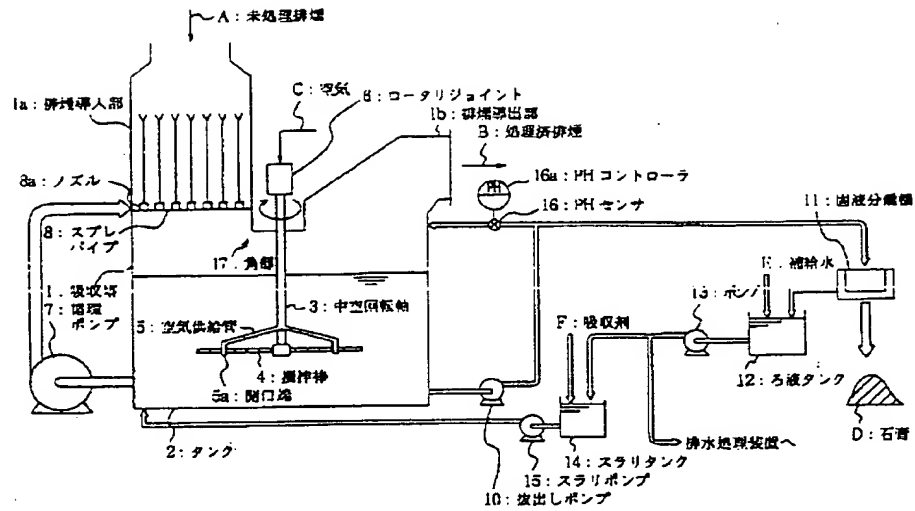 A：未処理排煙
1a：排煙導入部
C：空気
8：ロータリジョイント
1b：排煙導出部
B：処理済排煙
8a：ノズル
PH
16a：PHコントローラ
16：PHセンサ
11：固液分離機
8：スプレ
パイプ
17：角部
E：補給水
1：吸収塔
7：循環
ポンプ
3：中空回転軸
13：ポンプ
5：空気供給管
F：吸収剤
4：攪拌棒
5a：開口端
12：ろ液タンク
2：タンク
D：石膏
排水処理装置へ
14：スラリタンク
15：スラリポンプ
10：抜出しポンプ